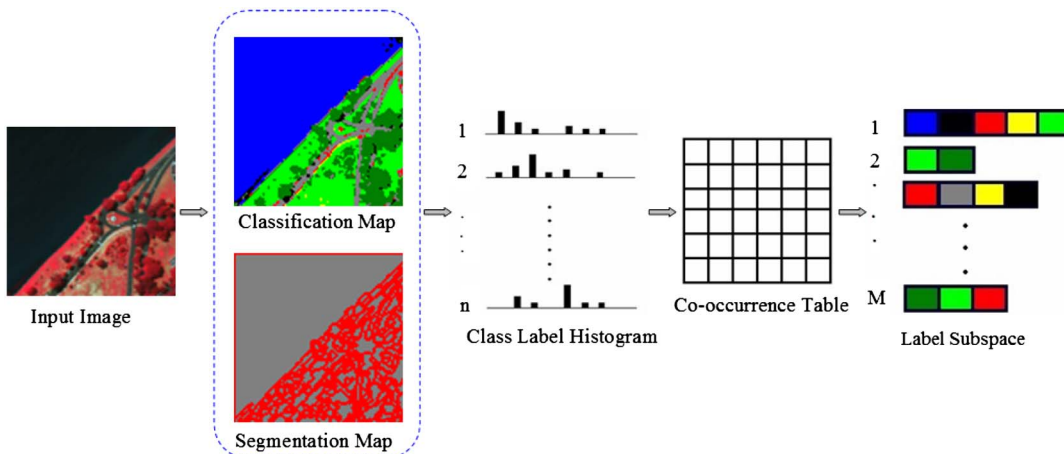 Input Image
Classification Map
Segmentation Map
1
2
n
Class Label Histogram
Co-occurrence Table
1
2
M
Label Subspace